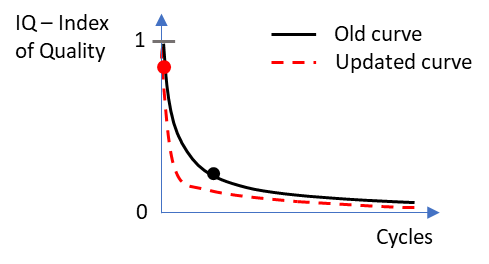 IQ – Index
of Quality
1
0
Old curve
Updated curve
Cycles